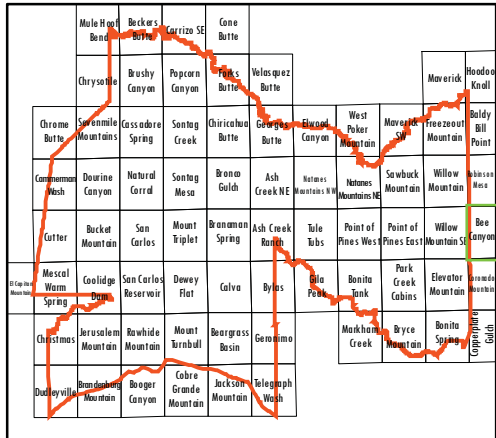 Mule Hoof Bend
Beckers Butte
Carrizo SE
Cone Butte
Chrysotile
Brushy Canyon
Popcorn Canyon
Forks Butte
Velasquez Butte
Maverick
Hoodoo Knoll
Chrome Butte
Sevenmile Mountains
Cassadore Spring
Sontag Creek
Chiricahua Butte
Georges Butte
Elwood Canyon
West Poker Mountain
Maverick SW
Freezeout Mountain
Baldy Bill Point
Cammerman Wash
Dourine Canyon
Natural Corral
Sontag Mesa
Bronco Gulch
Ash Creek NE
Natanes Mountains NW
Natanes Mountains NE
Sawbuck Mountain
Willow Mountain
Robinson Mesa
Cutter
Bucket Mountain
San Carlos
Mount Triplet
Branaman Spring
Ash Creek Ranch
Tule Tubs
Point of Pines West
Point of Pines East
Willow Mountain SE
Bee Canyon
El Capitan Mountain
Mescal Warm Spring
Coolidge Dam
San Carlos Reservoir
Dewey Flat
Calva
Bylas
Gila Peak
Bonita Tank
Park Creek Cabins
Elevator Mountain
Coronado Mountain
Christmas
Jerusalem Mountain
Rawhide Mountain
Mount Turnbull
Beargrass Basin
Geronimo
Markham Creek
Bryce Mountain
Bonita Spring
Copperplate Gulch
Dudleyville
Brandenburg Mountain
Booger Canyon
Cobre Grande Mountain
Jackson Mountain
Telegraph Wash